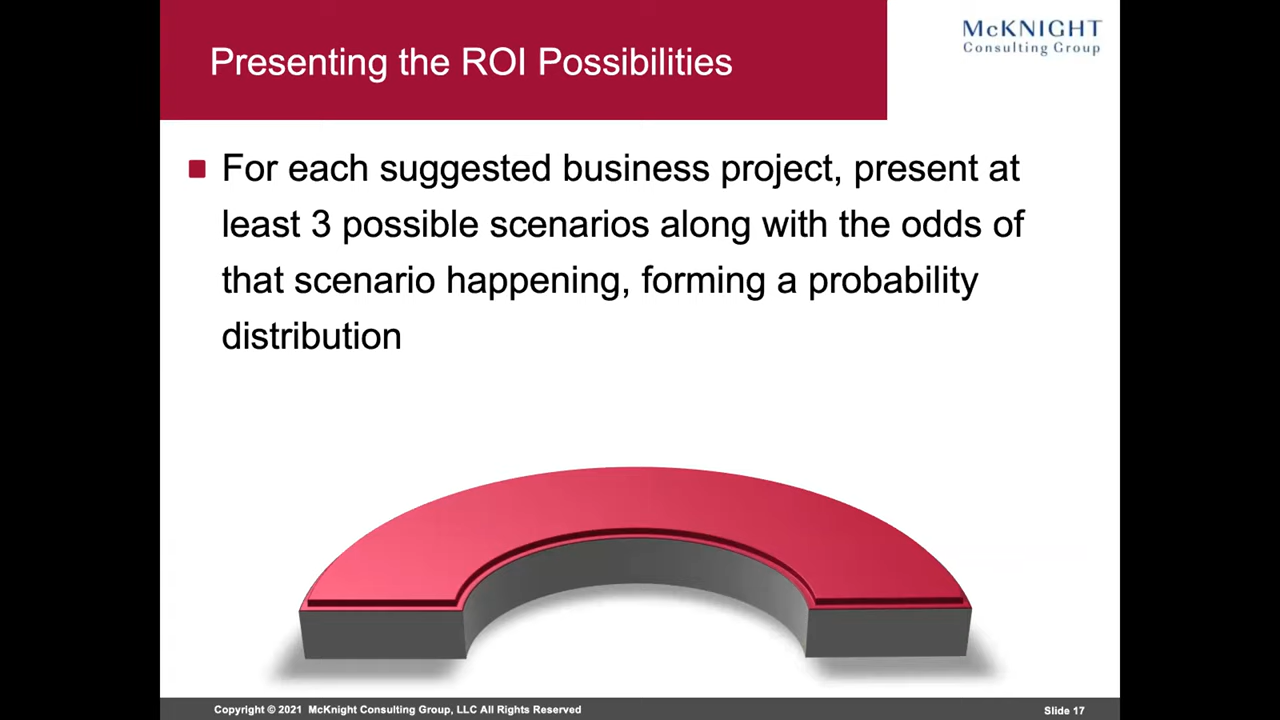 Presenting the ROI Possibilities
McKNIGHT
Consulting Group
For each suggested business project, present at
least 3 possible scenarios along with the odds of
that scenario happening, forming a probability
distribution
Copyright © 2021 McKnight Consulting Group, LLC All Rights Reserved
Slide 17